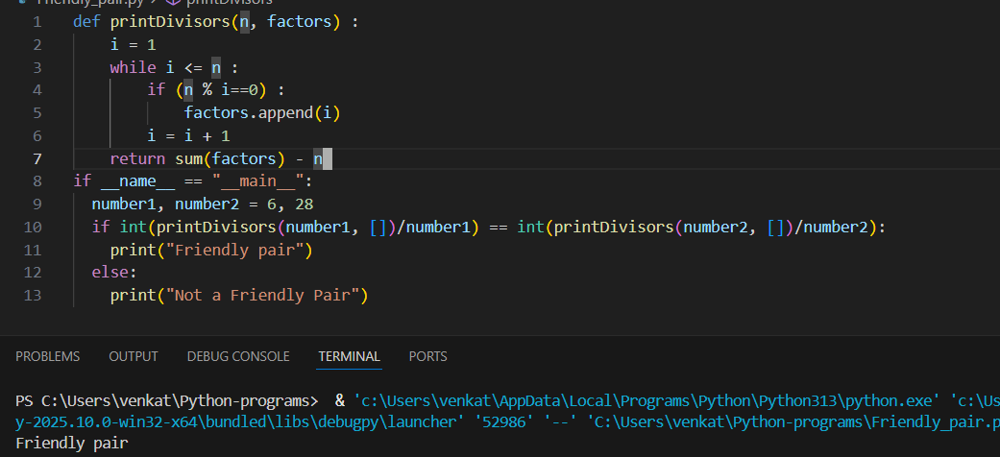 Friendly_pair.py > printDivisors
1 def printDivisors(n, factors) :
2 i = 1
3 while i <= n :
4 if (n % i==0) :
5 factors.append(i)
6 i = i + 1
7 return sum(factors) - n
8 if __name__ == "__main__":
9 number1, number2 = 6, 28
10 if int(printDivisors(number1, [])/number1) == int(printDivisors(number2, [])/number2):
11 print("Friendly pair")
12 else:
13 print("Not a Friendly Pair")
PROBLEMS OUTPUT DEBUG CONSOLE TERMINAL PORTS
PS C:\Users\venkat\Python-programs> & 'c:\Users\venkat\AppData\Local\Programs\Python\Python313\python.exe' 'c:\Us
y-2025.10.0-win32-x64\bundled\libs\debugpy\launcher' '52986' '--' 'C:\Users\venkat\Python-programs\Friendly_pair.p
Friendly pair